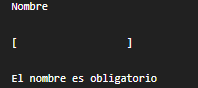 Nombre
[                ]
El nombre es obligatorio